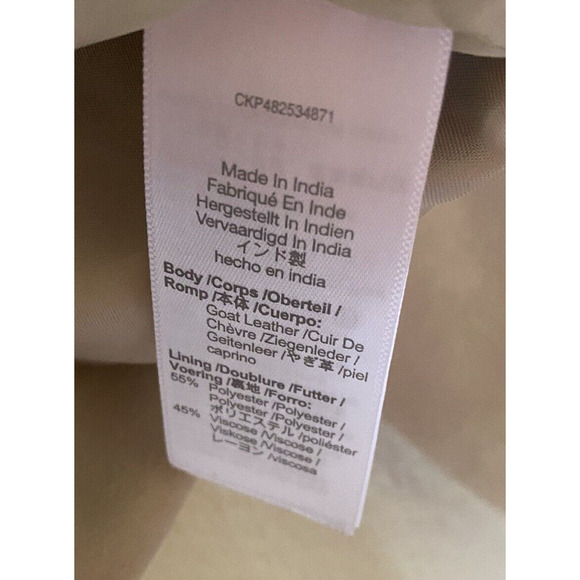 CKP482534871
Made In India
Fabriqué En Inde
Hergestellt In Indien
Vervaardigd In India
インド製
hecho en india
Body /Corps /Oberteil /
Romp /本体 /Cuerpo:
Goat Leather /Cuir De
Chèvre /Ziegenleder /
Geitenleer /やぎ革 /piel
caprino
Lining /Doublure /Futter /
Voering /裏地 /Forro:
55% Polyester /Polyester /
Polyester /Polyester /
ポリエステル /poliéster
45% Viscose /Viscose /
Viskose /Viscose /
レーヨン /viscosa